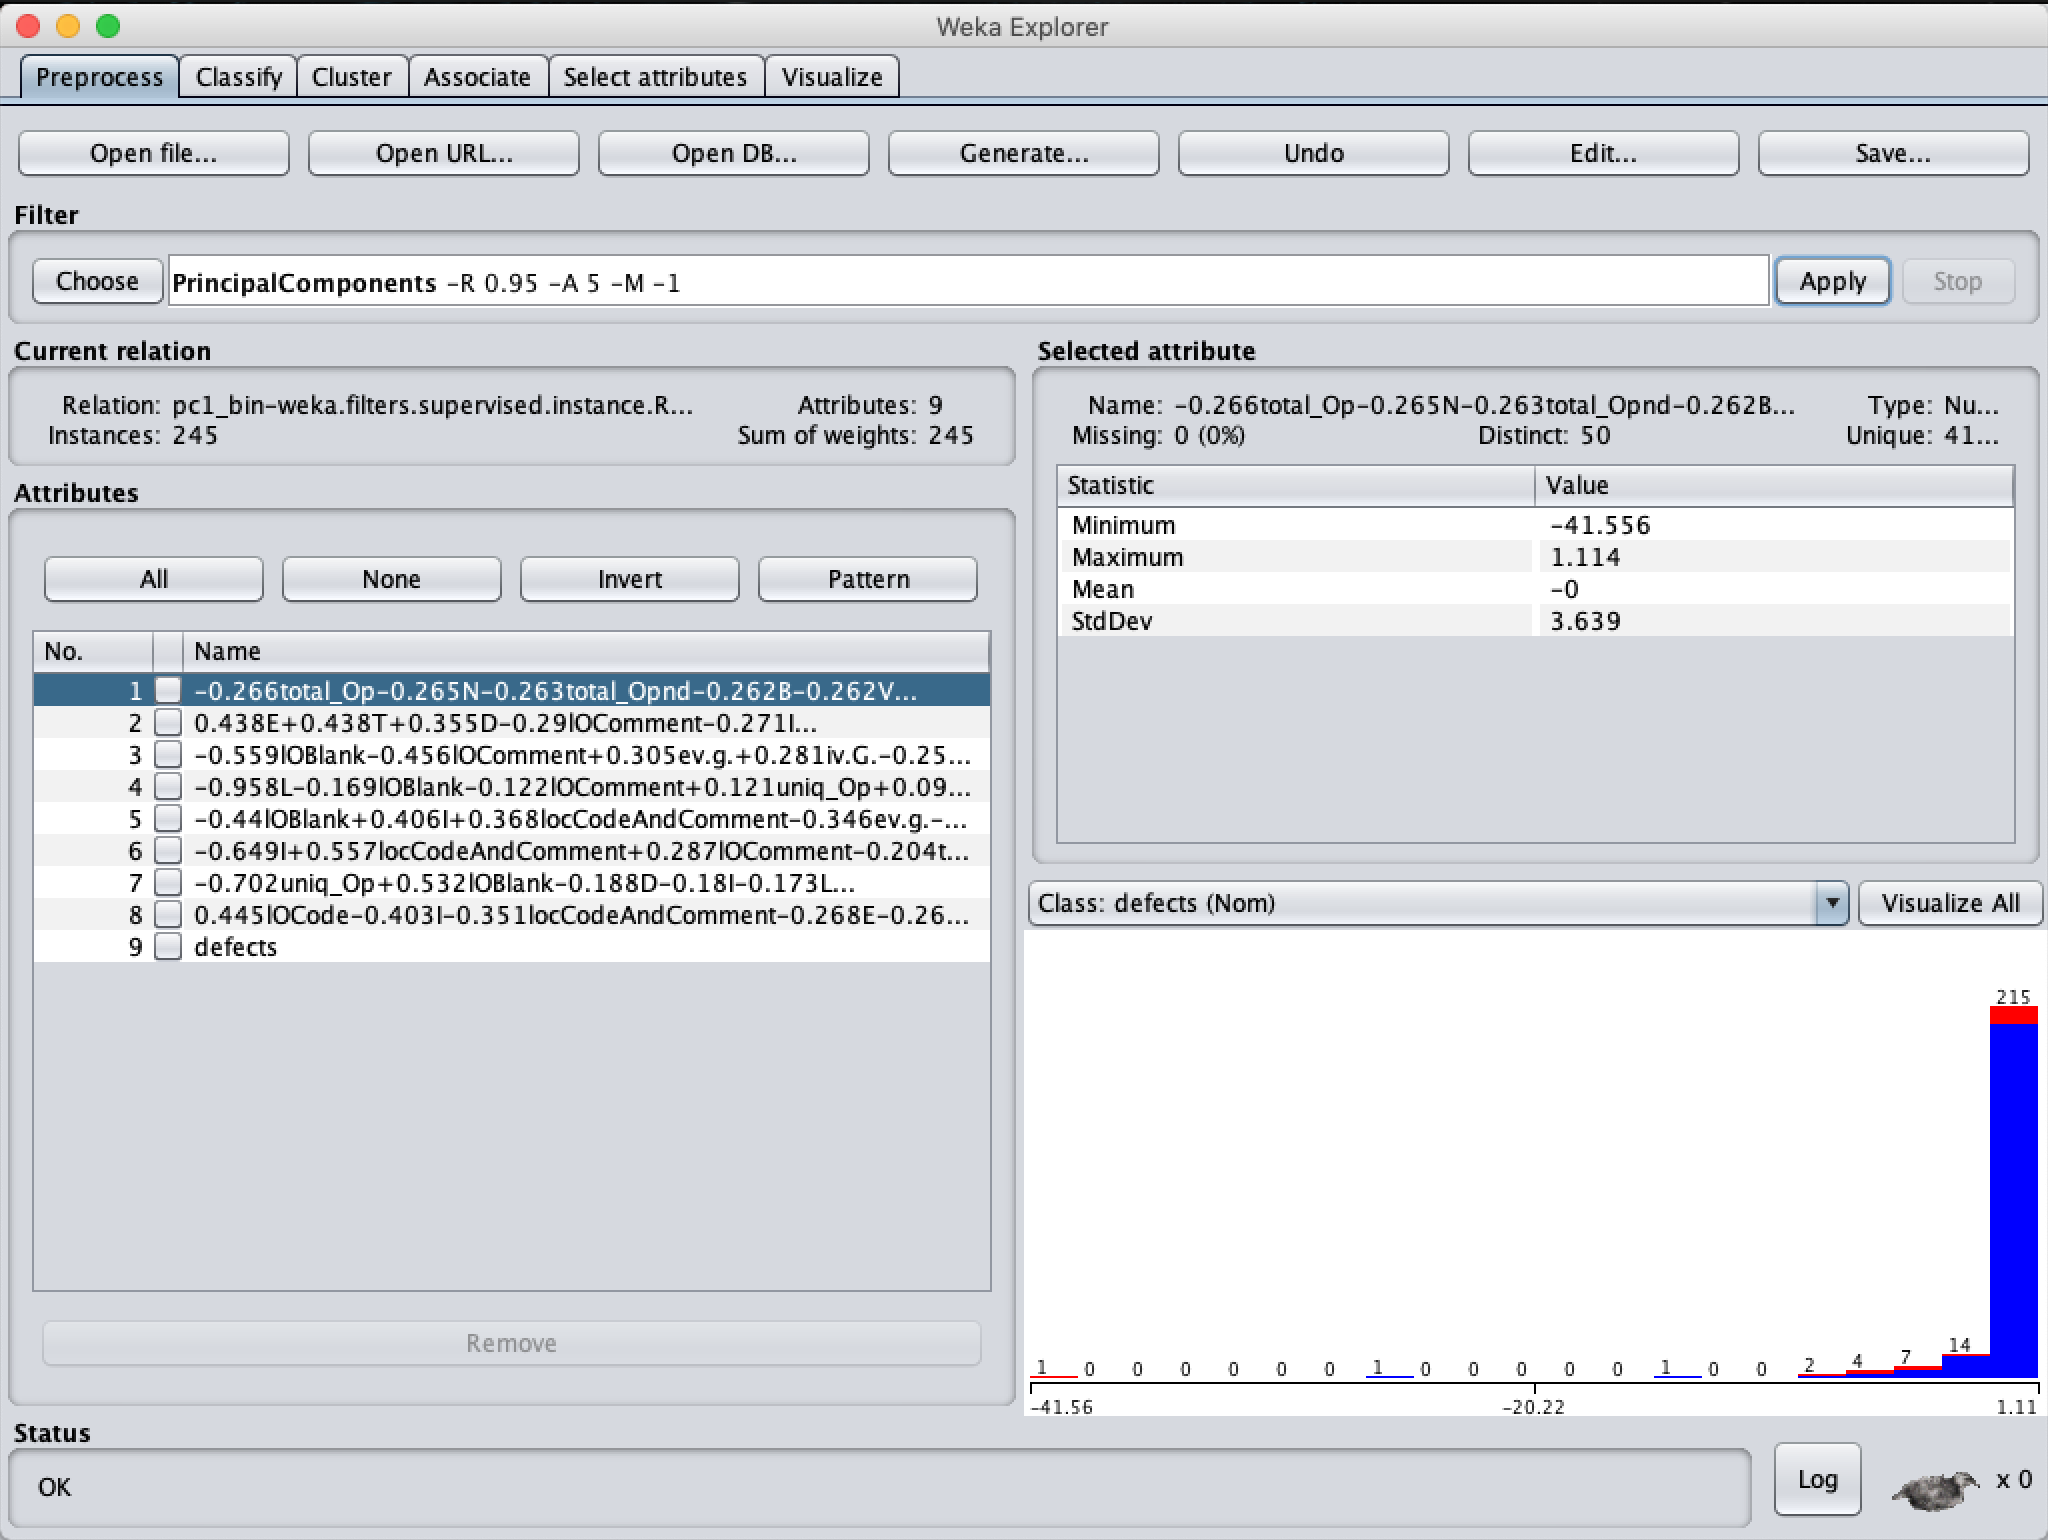 Weka Explorer
Preprocess Classify Cluster Associate Select attributes Visualize
Open file... Open URL... Open DB... Generate... Undo Edit... Save...
Filter
Choose PrincipalComponents -R 0.95 -A 5 -M -1 Apply Stop
Current relation
Relation: pc1_bin-weka.filters.supervised.instance.R... Attributes: 9
Instances: 245 Sum of weights: 245
Attributes
All None Invert Pattern
No. Name
1 -0.266total_Op-0.265N-0.263total_Opnd-0.262B-0.262V...
2 0.438E+0.438T+0.355D-0.29lOComment-0.271I...
3 -0.559lOBlank-0.456lOComment+0.305ev.g.+0.281iv.G.-0.25...
4 -0.958L-0.169lOBlank-0.122lOComment+0.121uniq_Op+0.09...
5 -0.44lOBlank+0.406I+0.368locCodeAndComment-0.346ev.g.-...
6 -0.649I+0.557locCodeAndComment+0.287lOComment-0.204t...
7 -0.702uniq_Op+0.532lOBlank-0.188D-0.18I-0.173L...
8 0.445lOCode-0.403I-0.351locCodeAndComment-0.268E-0.26...
9 defects
Remove
Selected attribute
Name: -0.266total_Op-0.265N-0.263total_Opnd-0.262B... Type: Nu...
Missing: 0 (0%) Distinct: 50 Unique: 41...
Statistic Value
Minimum -41.556
Maximum 1.114
Mean -0
StdDev 3.639
Class: defects (Nom) Visualize All
215
1 0 0 0 0 0 0 1 0 0 0 0 0 1 0 0 2 4 7 14
-41.56 -20.22 1.11
Status
OK
Log x 0